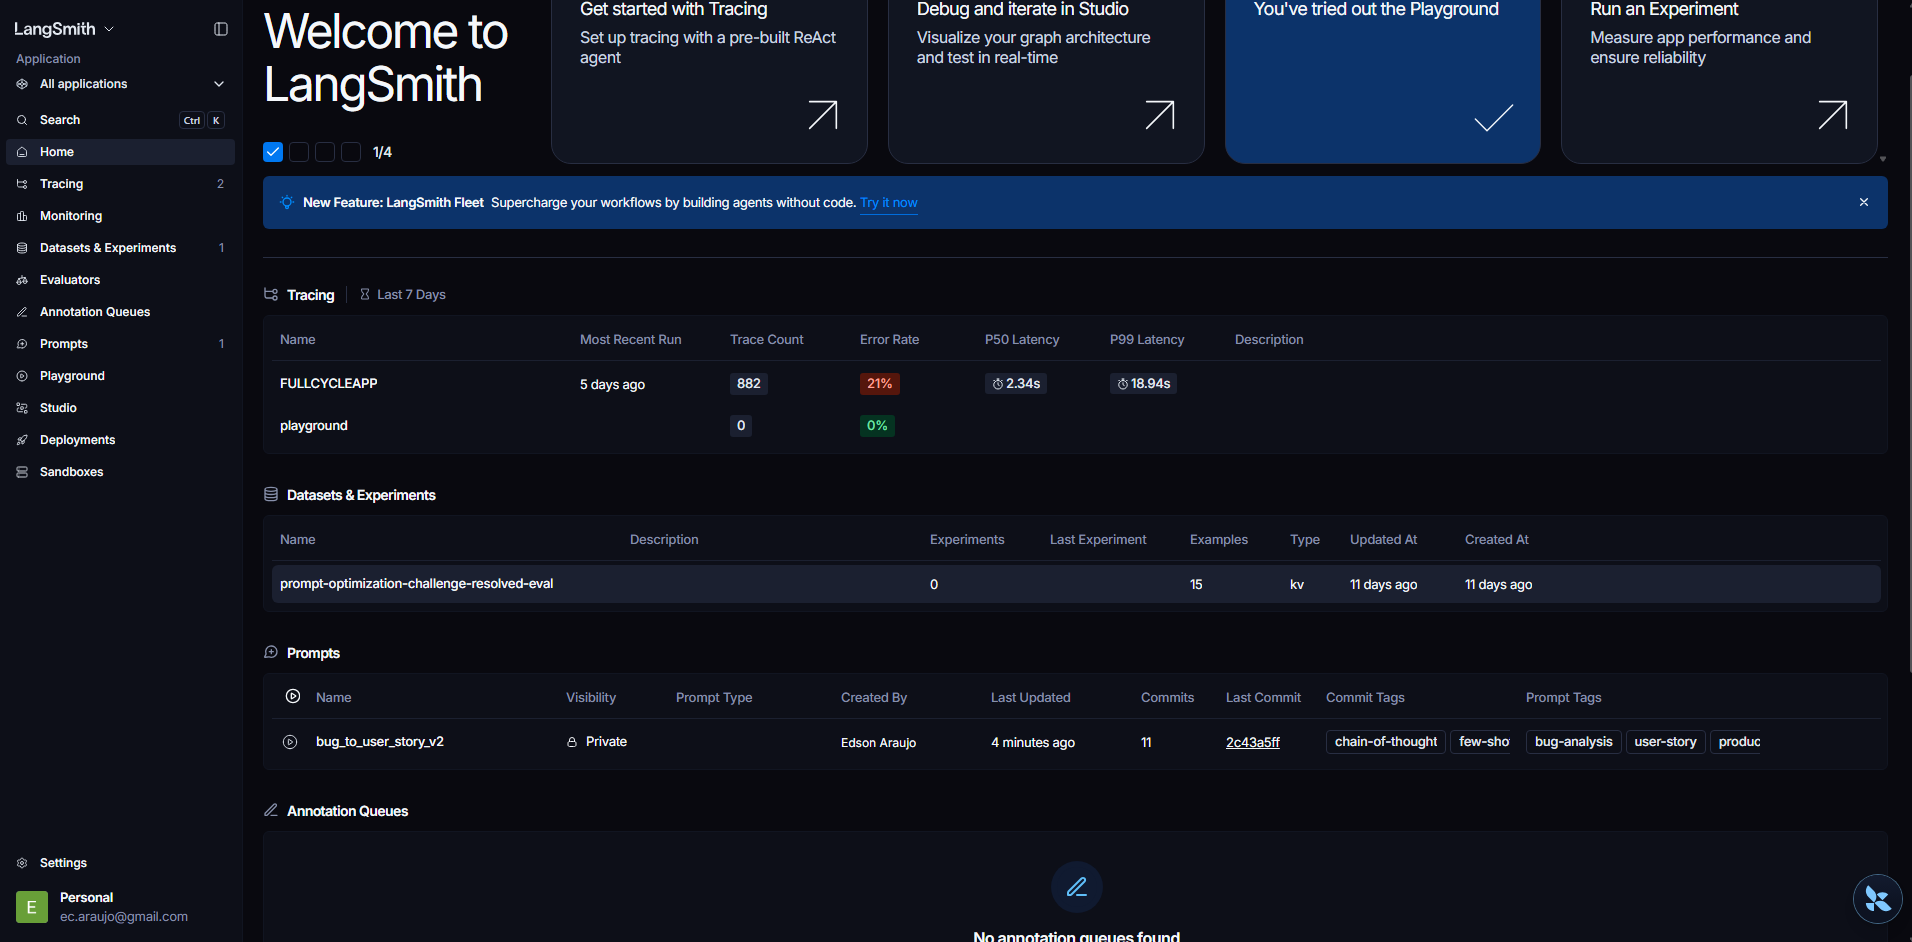 LangSmith
Application
All applications
Search Ctrl K
Home
Tracing 2
Monitoring
Datasets & Experiments 1
Evaluators
Annotation Queues
Prompts 1
Playground
Studio
Deployments
Sandboxes
Settings
E
Personal
ec.araujo@gmail.com
Welcome to
LangSmith
1/4
Get started with Tracing
Set up tracing with a pre-built ReAct
agent
Debug and iterate in Studio
Visualize your graph architecture
and test in real-time
You've tried out the Playground
Run an Experiment
Measure app performance and
ensure reliability
New Feature: LangSmith Fleet Supercharge your workflows by building agents without code. Try it now
Tracing Last 7 Days
Name Most Recent Run Trace Count Error Rate P50 Latency P99 Latency Description
FULLCYCLEAPP 5 days ago 882 21% 2.34s 18.94s
playground 0 0%
Datasets & Experiments
Name Description Experiments Last Experiment Examples Type Updated At Created At
prompt-optimization-challenge-resolved-eval 0 15 kv 11 days ago 11 days ago
Prompts
Name Visibility Prompt Type Created By Last Updated Commits Last Commit Commit Tags Prompt Tags
bug_to_user_story_v2 Private Edson Araujo 4 minutes ago 11 2c43a5ff chain-of-thought few-sho bug-analysis user-story produc
Annotation Queues
No annotation queues found